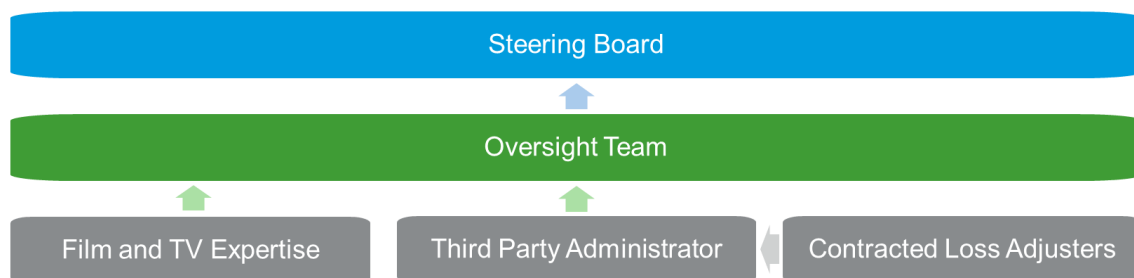 Steering Board
Oversight Team
Film and TV Expertise
Third Party Administrator
Contracted Loss Adjusters